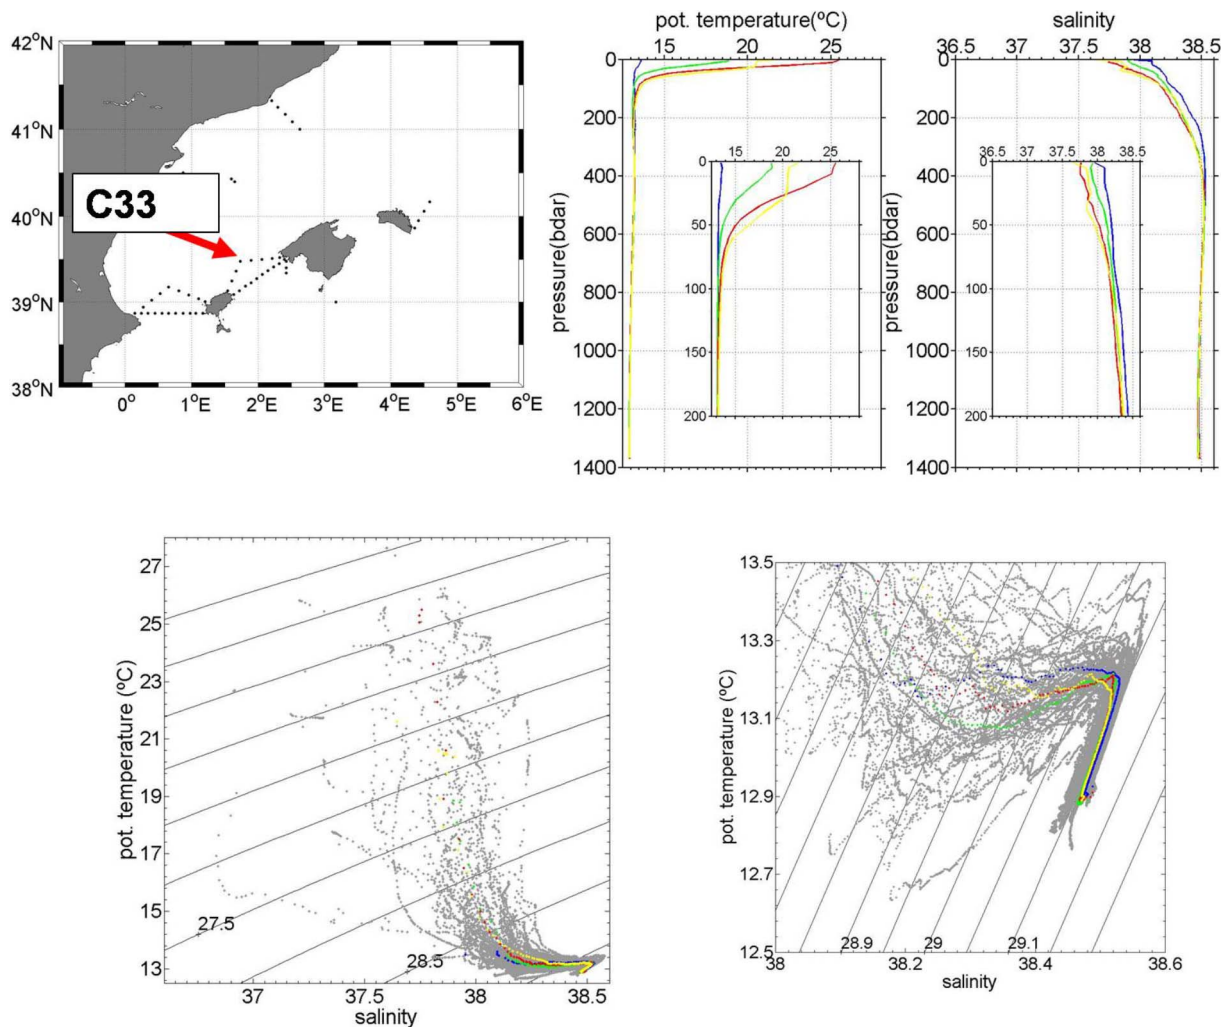 42°N
41°N
40°N
39°N
38°N
0°
1°E
2°E
3°E
4°E
5°E
6°E
C33
pot. temperature(ºC)
15 20 25
0
200
400
600
800
1000
1200
1400
pressure(bdar)
15 20 25
0
50
100
150
200
salinity
36.5 37 37.5 38 38.5
0
200
400
600
800
1000
1200
1400
pressure(bdar)
36.5 37 37.5 38 38.5
0
50
100
150
200
27
25
23
21
19
17
15
13
pot. temperature (ºC)
27.5
28.5
37 37.5 38 38.5
salinity
13.5
13.3
13.1
12.9
12.7
12.5
pot. temperature (ºC)
28.9 29 29.1
38 38.2 38.4 38.6
salinity